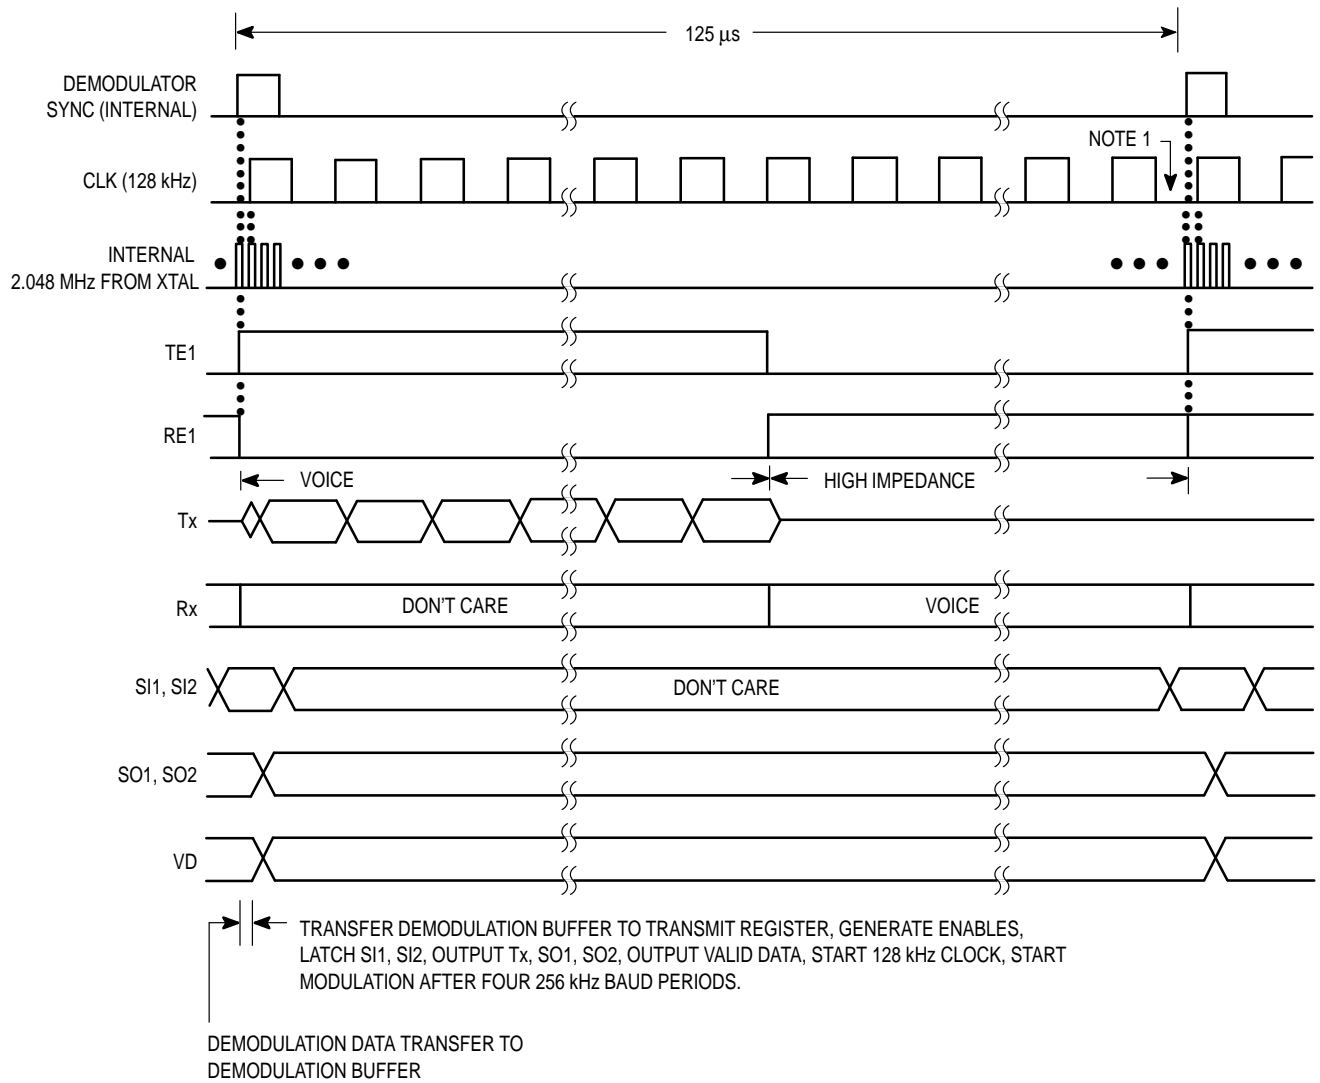 125 μs
DEMODULATOR
SYNC (INTERNAL)
NOTE 1
CLK (128 kHz)
INTERNAL
2.048 MHz FROM XTAL
TE1
RE1
VOICE
HIGH IMPEDANCE
Tx
Rx
DON'T CARE
VOICE
SI1, SI2
DON'T CARE
SO1, SO2
VD
TRANSFER DEMODULATION BUFFER TO TRANSMIT REGISTER, GENERATE ENABLES,
LATCH SI1, SI2, OUTPUT Tx, SO1, SO2, OUTPUT VALID DATA, START 128 kHz CLOCK, START
MODULATION AFTER FOUR 256 kHz BAUD PERIODS.
DEMODULATION DATA TRANSFER TO
DEMODULATION BUFFER